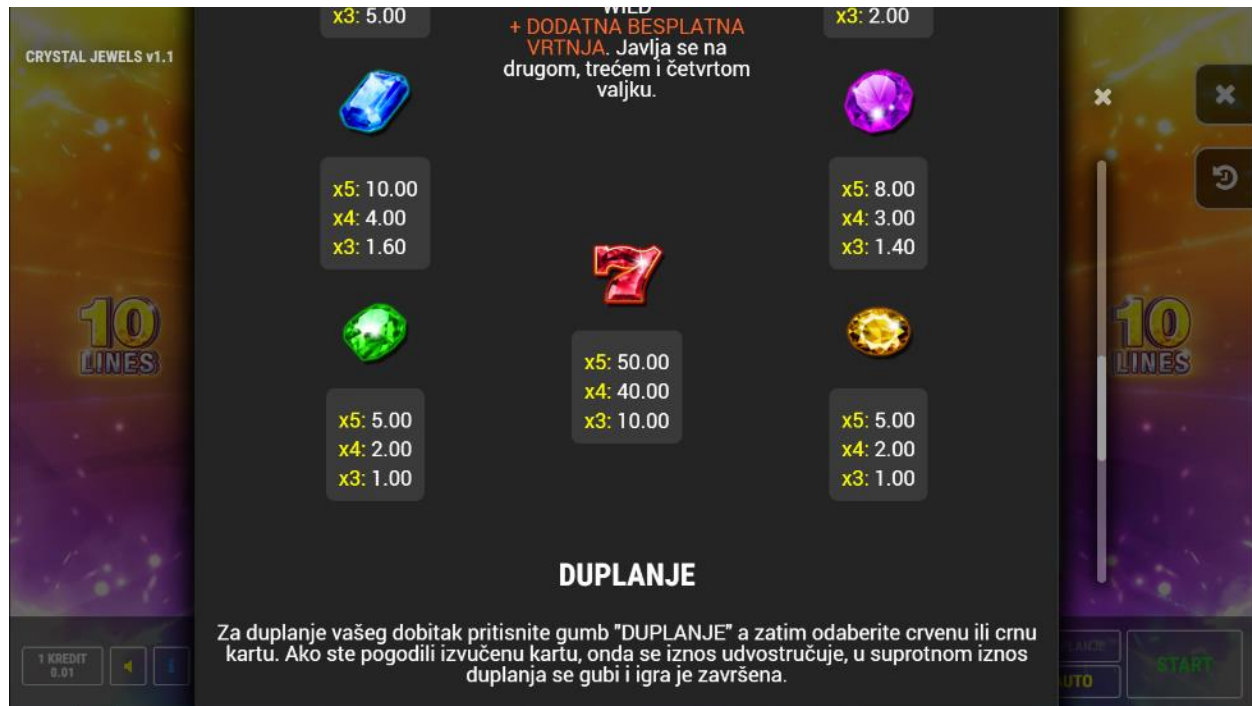 x3: 5.00
WILD
+ DODATNA BESPLATNA
VRTNJA. Javlja se na
drugom, trećem i četvrtom
valjku.
x3: 2.00
CRYSTAL JEWELS v1.1
x5: 10.00
x4: 4.00
x3: 1.60
x5: 8.00
x4: 3.00
x3: 1.40
10
LINES
7
10
LINES
x5: 50.00
x4: 40.00
x3: 10.00
x5: 5.00
x4: 2.00
x3: 1.00
x5: 5.00
x4: 2.00
x3: 1.00
DUPLANJE
Za duplanje vašeg dobitak pritisnite gumb "DUPLANJE" a zatim odaberite crvenu ili crnu
kartu. Ako ste pogodili izvučenu kartu, onda se iznos udvostručuje, u suprotnom iznos
duplanja se gubi i igra je završena.
1 KREDIT
0.01
i
START